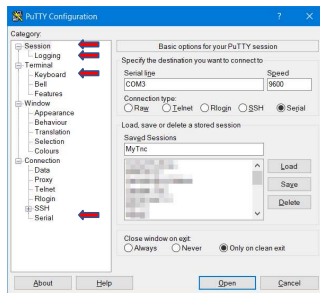 PuTTY Configuration
Category:
Session
Logging
Terminal
Keyboard
Bell
Features
Window
Appearance
Behaviour
Translation
Selection
Colours
Connection
Data
Proxy
Telnet
Rlogin
SSH
Serial
Basic options for your PuTTY session
Specify the destination you want to connect to
Serial line Speed
COM3 9600
Connection type:
Raw Telnet Rlogin SSH Serial
Load, save or delete a stored session
Saved Sessions
MyTnc
Load
Save
Delete
Close window on exit:
Always Never Only on clean exit
About Help Open Cancel